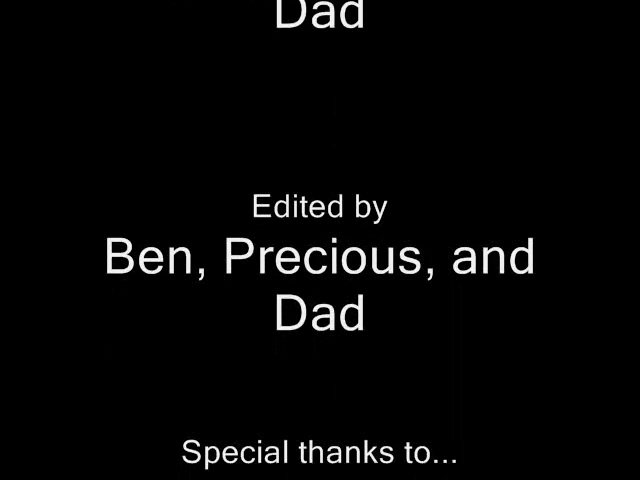 Dad
Edited by
Ben, Precious, and
Dad
Special thanks to...